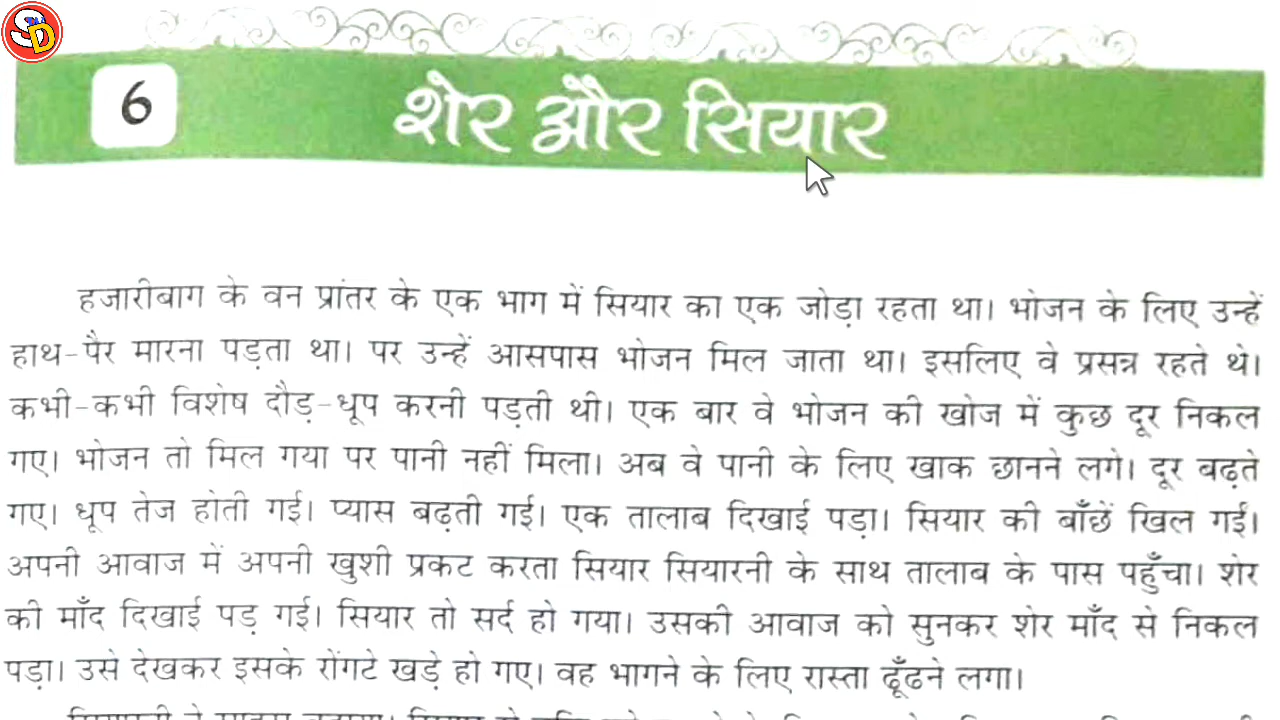 SD
6
शेर और सियार
हजारीबाग के वन प्रांतर के एक भाग में सियार का एक जोड़ा रहता था। भोजन के लिए उन्हें
हाथ-पैर मारना पड़ता था। पर उन्हें आसपास भोजन मिल जाता था। इसलिए वे प्रसन्न रहते थे।
कभी-कभी विशेष दौड़-धूप करनी पड़ती थी। एक बार वे भोजन की खोज में कुछ दूर निकल
गए। भोजन तो मिल गया पर पानी नहीं मिला। अब वे पानी के लिए खाक छानने लगे। दूर बढ़ते
गए। धूप तेज होती गई। प्यास बढ़ती गई। एक तालाब दिखाई पड़ा। सियार की बाँछें खिल गईं।
अपनी आवाज में अपनी खुशी प्रकट करता सियार सियारनी के साथ तालाब के पास पहुँचा। शेर
की माँद दिखाई पड़ गई। सियार तो सर्द हो गया। उसकी आवाज को सुनकर शेर माँद से निकल
पड़ा। उसे देखकर इसके रोंगटे खड़े हो गए। वह भागने के लिए रास्ता ढूँढने लगा।